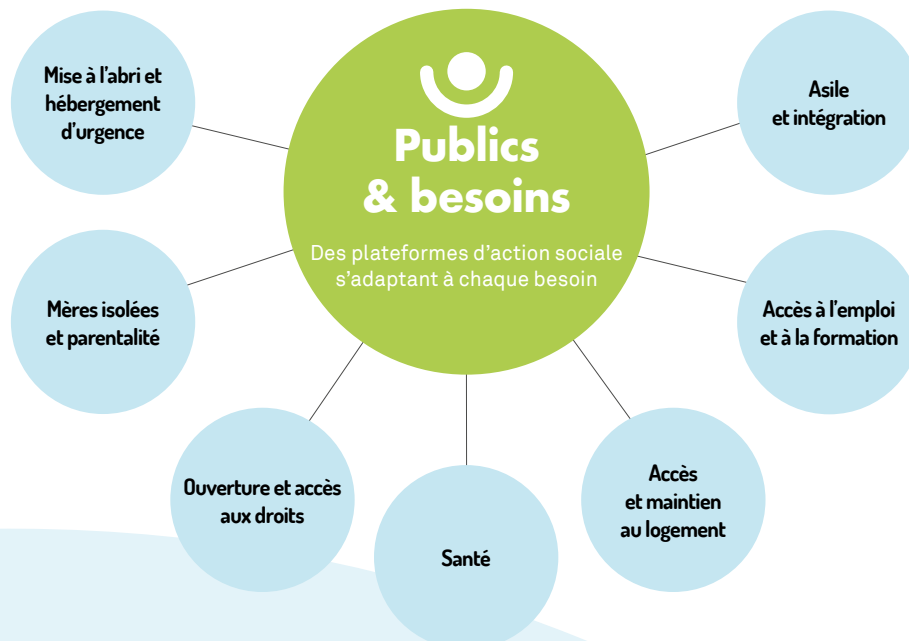 Publics
& besoins
Des plateformes d'action sociale
s'adaptant à chaque besoin
Mise à l'abri et
hébergement
d'urgence
Mères isolées
et parentalité
Ouverture et accès
aux droits
Santé
Accès
et maintien
au logement
Accès à l'emploi
et à la formation
Asile
et intégration